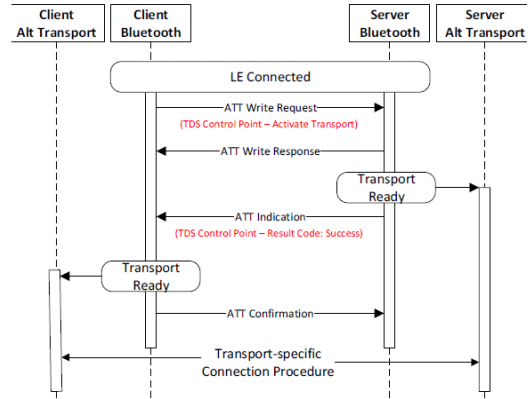 Client
Alt Transport
Client
Bluetooth
Server
Bluetooth
Server
Alt Transport
LE Connected
ATT Write Request
(TDS Control Point – Activate Transport)
ATT Write Response
Transport
Ready
ATT Indication
(TDS Control Point – Result Code: Success)
Transport
Ready
ATT Confirmation
Transport-specific
Connection Procedure